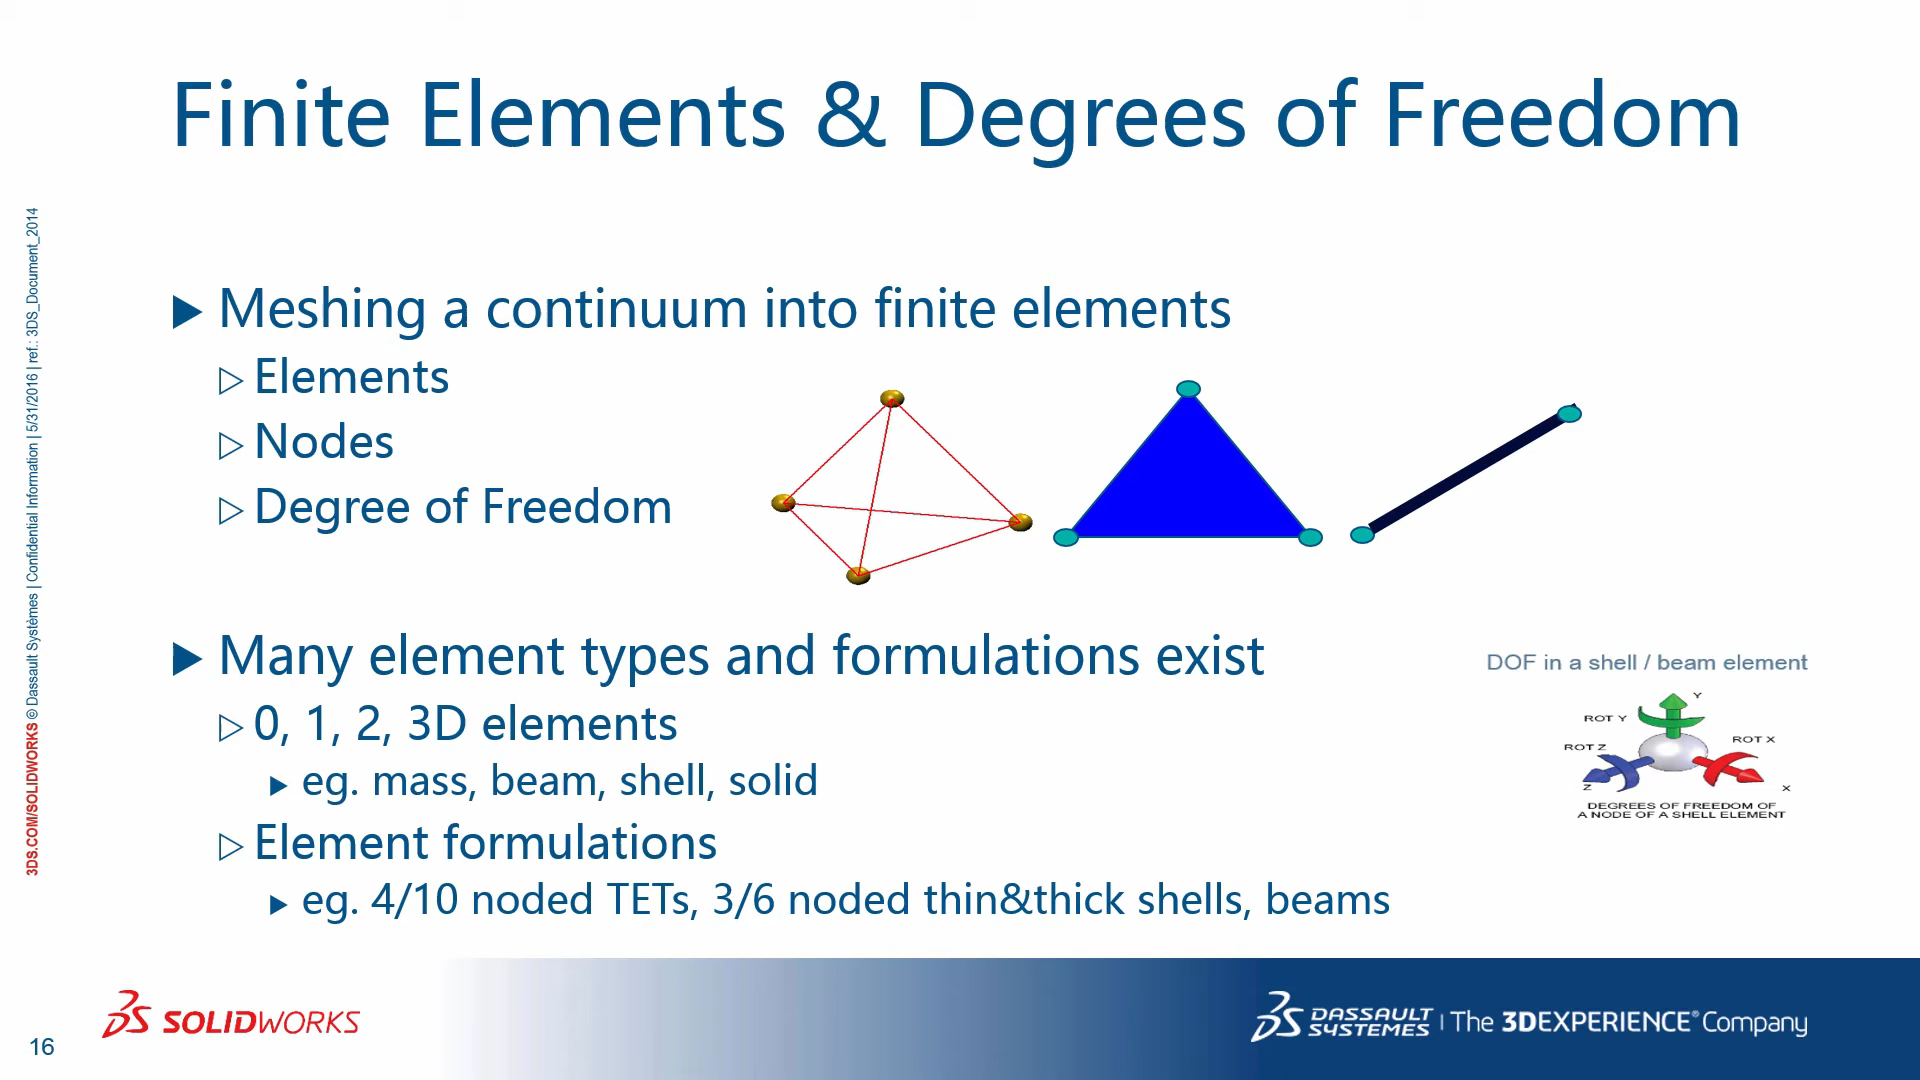 Finite Elements & Degrees of Freedom
Meshing a continuum into finite elements
Elements
Nodes
Degree of Freedom
Many element types and formulations exist
0, 1, 2, 3D elements
eg. mass, beam, shell, solid
Element formulations
eg. 4/10 noded TETs, 3/6 noded thin&thick shells, beams
DOF in a shell / beam element
Y
ROT Y
ROT X
ROT Z
Z
X
DEGREES OF FREEDOM OF
A NODE OF A SHELL ELEMENT
3DS.COM/SOLIDWORKS © Dassault Systèmes | Confidential Information | 5/31/2016 | ref.: 3DS_Document_2014
16
SOLIDWORKS
DASSAULT SYSTEMES | The 3DEXPERIENCE® Company